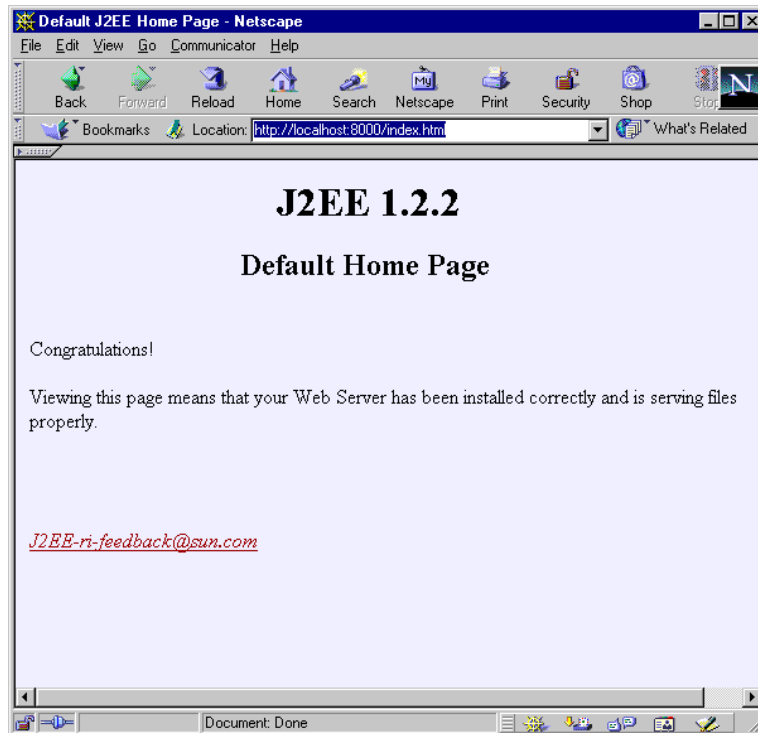 Default J2EE Home Page - Netscape
File Edit View Go Communicator Help
My
Back Forward Reload Home Search Netscape Print Security Shop Stop
N
Bookmarks Location: http://localhost:8000/index.html What's Related
J2EE 1.2.2
Default Home Page
Congratulations!
Viewing this page means that your Web Server has been installed correctly and is serving files
properly.
J2EE-ri-feedback@sun.com
Document: Done